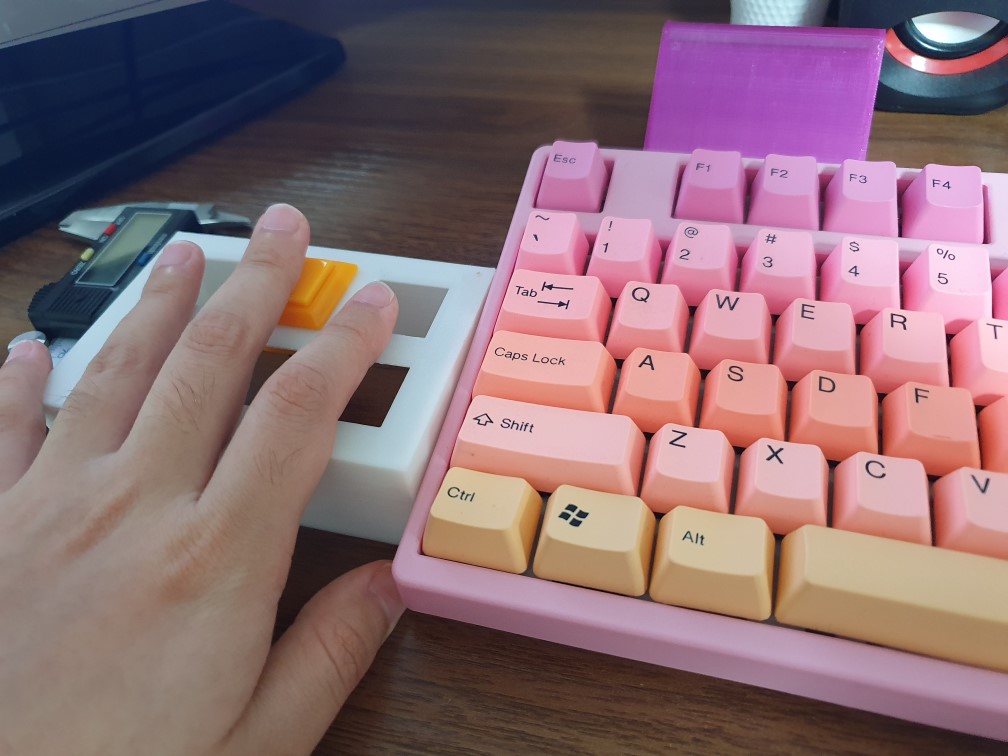 Esc F1 F2 F3 F4
~ ! @ # $ %
` 1 2 3 4 5
Tab Q W E R T
Caps Lock A S D F
Shift Z X C V
Ctrl Alt